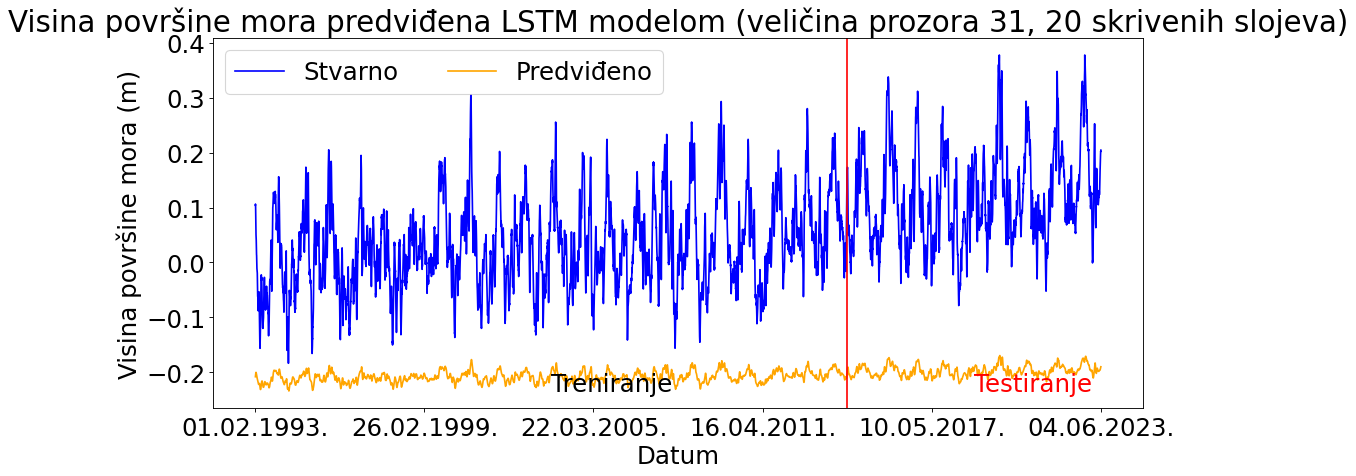 Visina površine mora predviđena LSTM modelom (veličina prozora 31, 20 skrivenih slojeva)
Stvarno Predviđeno
Visina površine mora (m)
0.4
0.3
0.2
0.1
0.0
−0.1
−0.2
Treniranje Testiranje
01.02.1993. 26.02.1999. 22.03.2005. 16.04.2011. 10.05.2017. 04.06.2023.
Datum